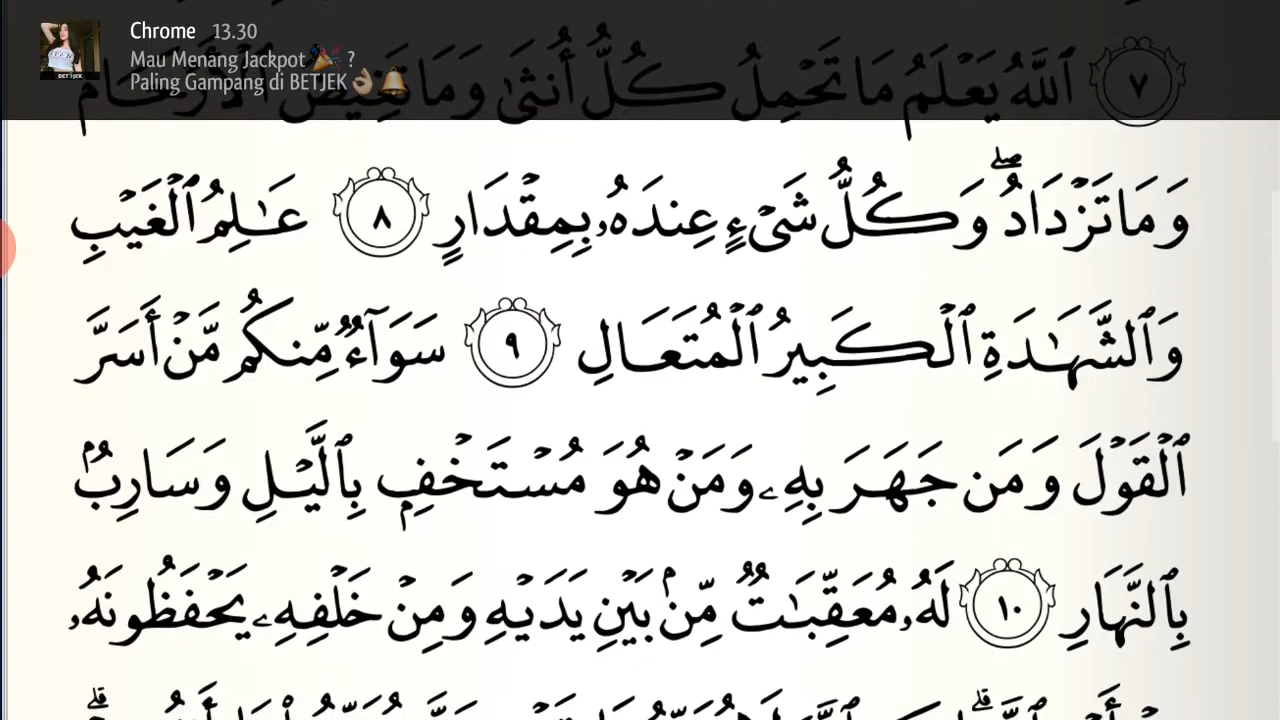 Chrome 13.30
Mau Menang Jackpot 🎉 ?
Paling Gampang di BETJEK👌🏼🔔
٧ ٱللَّهُ يَعْلَمُ مَا تَحْمِلُ كُلُّ أُنثَىٰ وَمَا تَغِيضُ ٱلْأَرْحَامُ
وَمَا تَزْدَادُ ۖ وَكُلُّ شَىْءٍ عِندَهُۥ بِمِقْدَارٍ ٨ عَـٰلِمُ ٱلْغَيْبِ
وَٱلشَّهَـٰدَةِ ٱلْكَبِيرُ ٱلْمُتَعَالِ ٩ سَوَآءٌ مِّنكُم مَّنْ أَسَرَّ
ٱلْقَوْلَ وَمَن جَهَرَ بِهِۦ وَمَنْ هُوَ مُسْتَخْفٍۭ بِٱلَّيْلِ وَسَارِبٌۢ
بِٱلنَّهَارِ ١٠ لَهُۥ مُعَقِّبَـٰتٌ مِّنۢ بَيْنِ يَدَيْهِ وَمِنْ خَلْفِهِۦ يَحْفَظُونَهُۥ